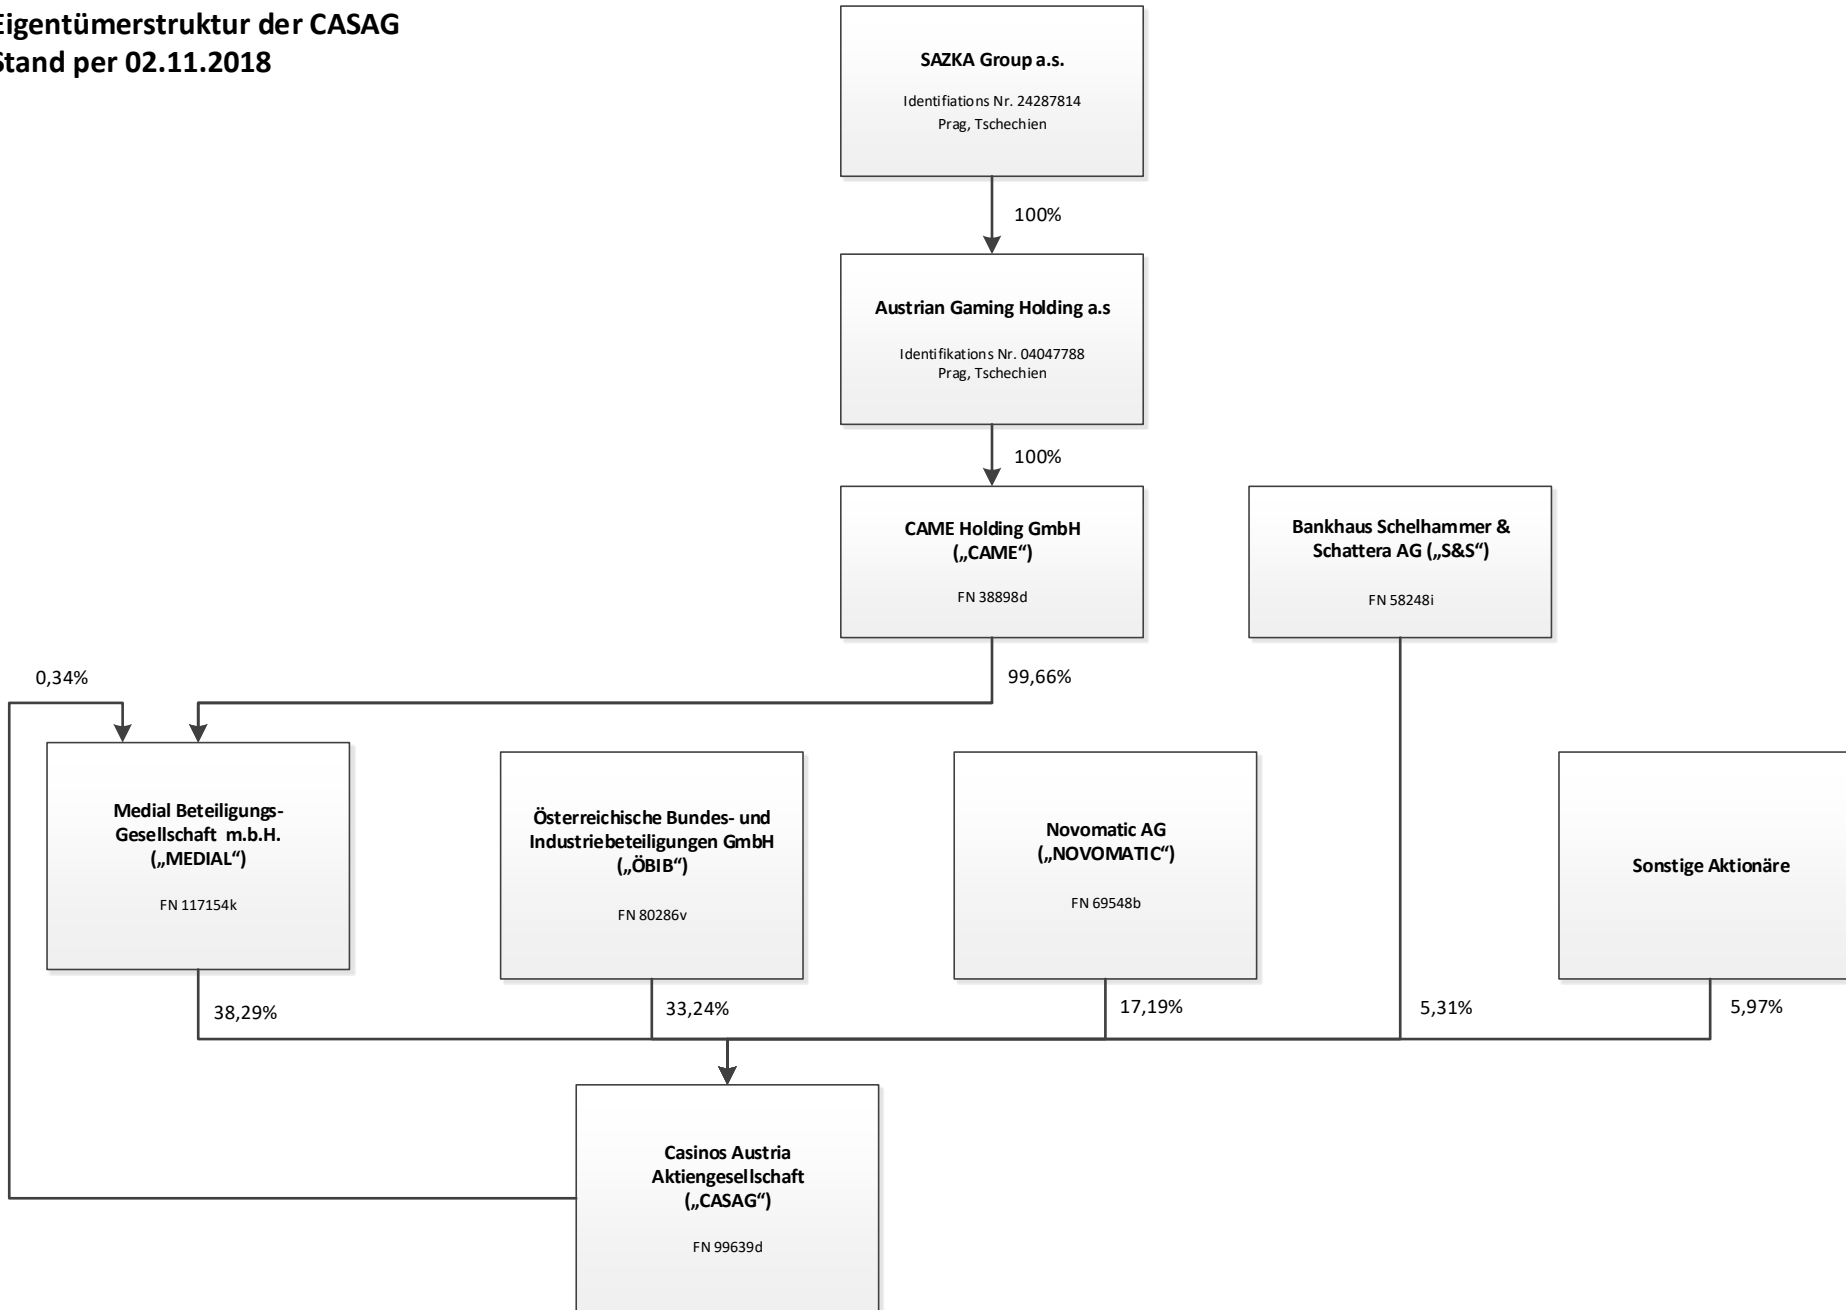 Eigentümerstruktur der CASAG
Stand per 02.11.2018
SAZKA Group a.s.
Identifiations Nr. 24287814
Prag, Tschechien
100%
Austrian Gaming Holding a.s
Identifikations Nr. 04047788
Prag, Tschechien
100%
CAME Holding GmbH
(„CAME“)
FN 38898d
Bankhaus Schelhammer &
Schattera AG („S&S“)
FN 58248i
0,34%
99,66%
Medial Beteiligungs-
Gesellschaft m.b.H.
(„MEDIAL“)
FN 117154k
Österreichische Bundes- und
Industriebeteiligungen GmbH
(„ÖBIB“)
FN 80286v
Novomatic AG
(„NOVOMATIC“)
FN 69548b
Sonstige Aktionäre
38,29%
33,24%
17,19%
5,31%
5,97%
Casinos Austria
Aktiengesellschaft
(„CASAG“)
FN 99639d